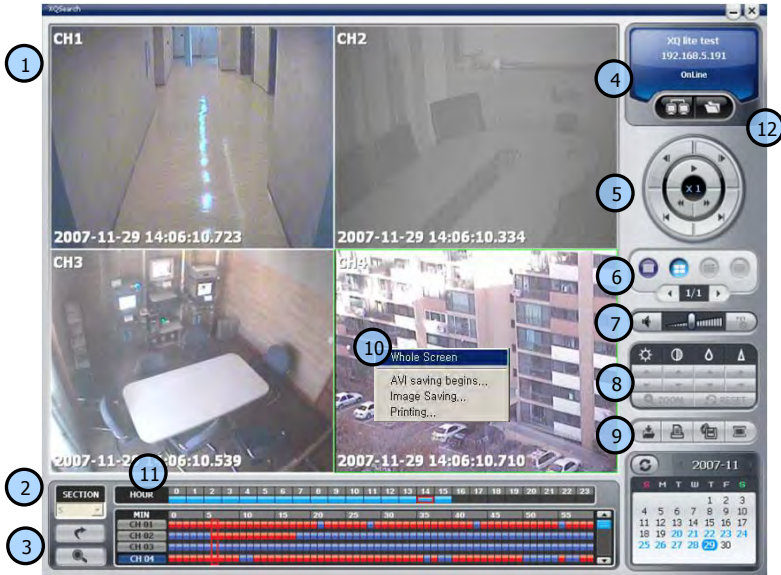 XQSearch
CH1
CH2
2007-11-29 14:06:10.723
2007-11-29 14:06:10.334
CH3
CH4
2007-11-29 14:06:10.539
2007-11-29 14:06:10.710
Whole Screen
AVI saving begins...
Image Saving...
Printing...
XQ lite test
192.168.5.191
OnLine
X 1
1/1
ZOOM
RESET
2007-11
S M T W T F S
1 2 3
4 5 6 7 8 9 10
11 12 13 14 15 16 17
18 19 20 21 22 23 24
25 26 27 28 29 30
SECTION
S
HOUR 0 1 2 3 4 5 6 7 8 9 10 11 12 13 14 15 16 17 18 19 20 21 22 23
MIN 0 5 10 15 20 25 30 35 40 45 50 55
CH 01
CH 02
CH 03
CH 04
1
2
3
4
5
6
7
8
9
10
11
12